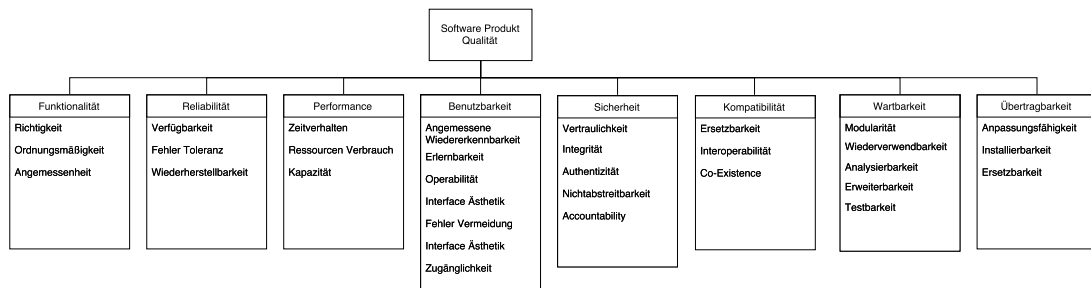 Software Produkt
Qualität
Funktionalität
Richtigkeit
Ordnungsmäßigkeit
Angemessenheit
Reliabilität
Verfügbarkeit
Fehler Toleranz
Wiederherstellbarkeit
Performance
Zeitverhalten
Ressourcen Verbrauch
Kapazität
Benutzbarkeit
Angemessene
Wiedererkennbarkeit
Erlernbarkeit
Operabilität
Interface Ästhetik
Fehler Vermeidung
Interface Ästhetik
Zugänglichkeit
Sicherheit
Vertraulichkeit
Integrität
Authentizität
Nichtabstreitbarkeit
Accountability
Kompatibilität
Ersetzbarkeit
Interoperabilität
Co-Existence
Wartbarkeit
Modularität
Wiederverwendbarkeit
Analysierbarkeit
Erweiterbarkeit
Testbarkeit
Übertragbarkeit
Anpassungsfähigkeit
Installierbarkeit
Ersetzbarkeit